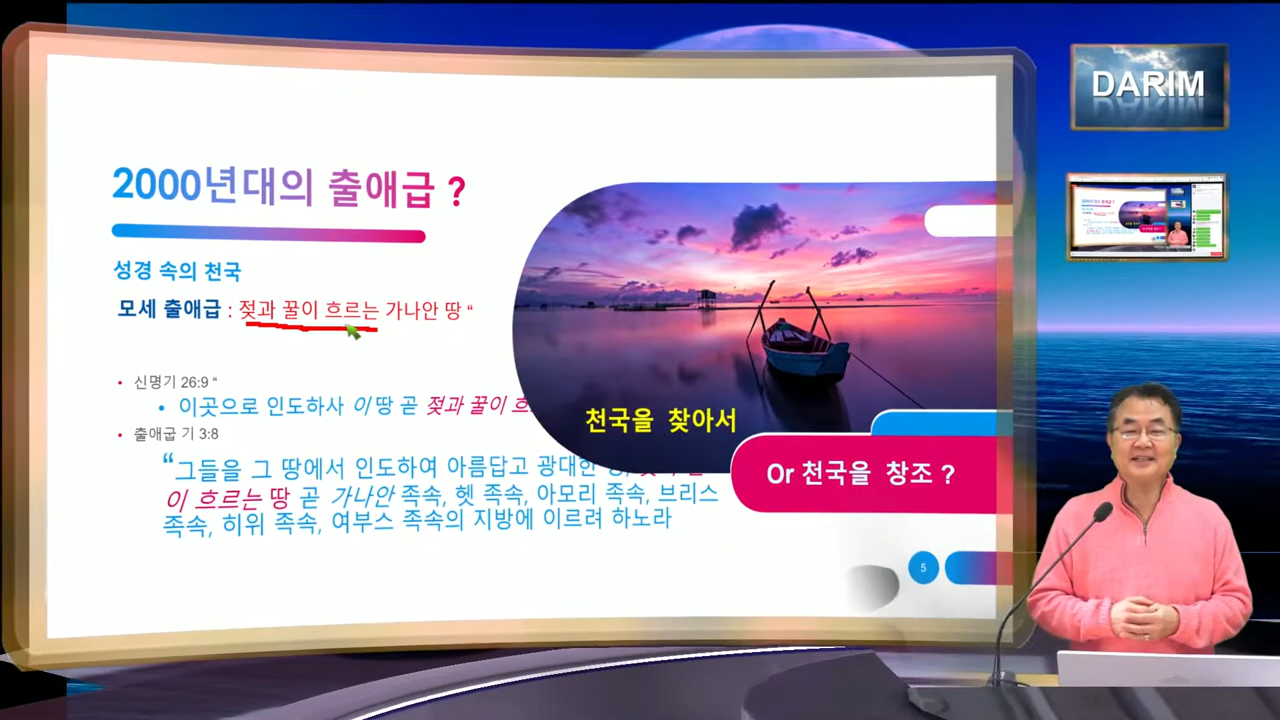 DARIM
2000년대의 출애급 ?
성경 속의 천국
모세 출애급 : 젖과 꿀이 흐르는 가나안 땅 “
• 신명기 26:9 “
• 이곳으로 인도하사 이 땅 곧 젖과 꿀이
• 출애굽 기 3:8
“그들을 그 땅에서 인도하여 아름답고 광대한
이 흐르는 땅 곧 가나안 족속, 헷 족속, 아모리 족속, 브리스
족속, 히위 족속, 여부스 족속의 지방에 이르려 하노라
천국을 찾아서
Or 천국을 창조 ?
5